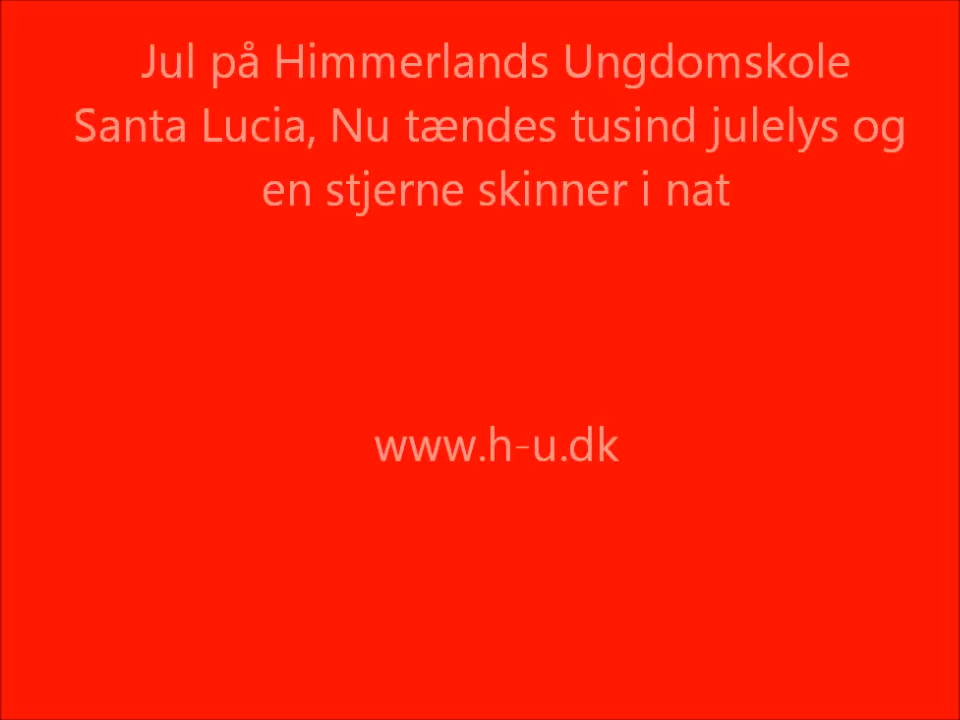 Jul på Himmerlands Ungdomskole
Santa Lucia, Nu tændes tusind julelys og
en stjerne skinner i nat
www.h-u.dk